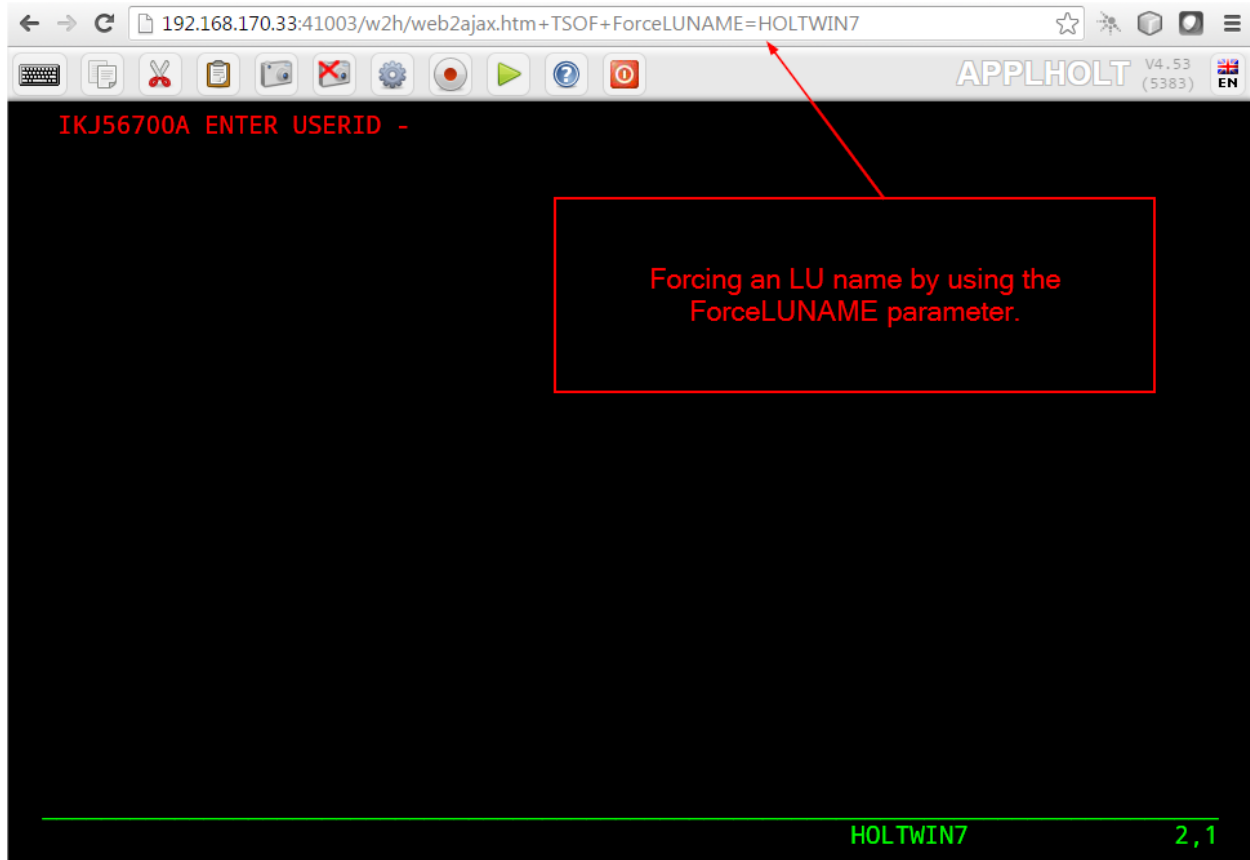 192.168.170.33:41003/w2h/web2ajax.htm+TSOF+ForceLUNAME=HOLTWIN7
APPLHOLT V4.53 (5383) EN
IKJ56700A ENTER USERID -
Forcing an LU name by using the
ForceLUNAME parameter.
HOLTWIN7 2,1